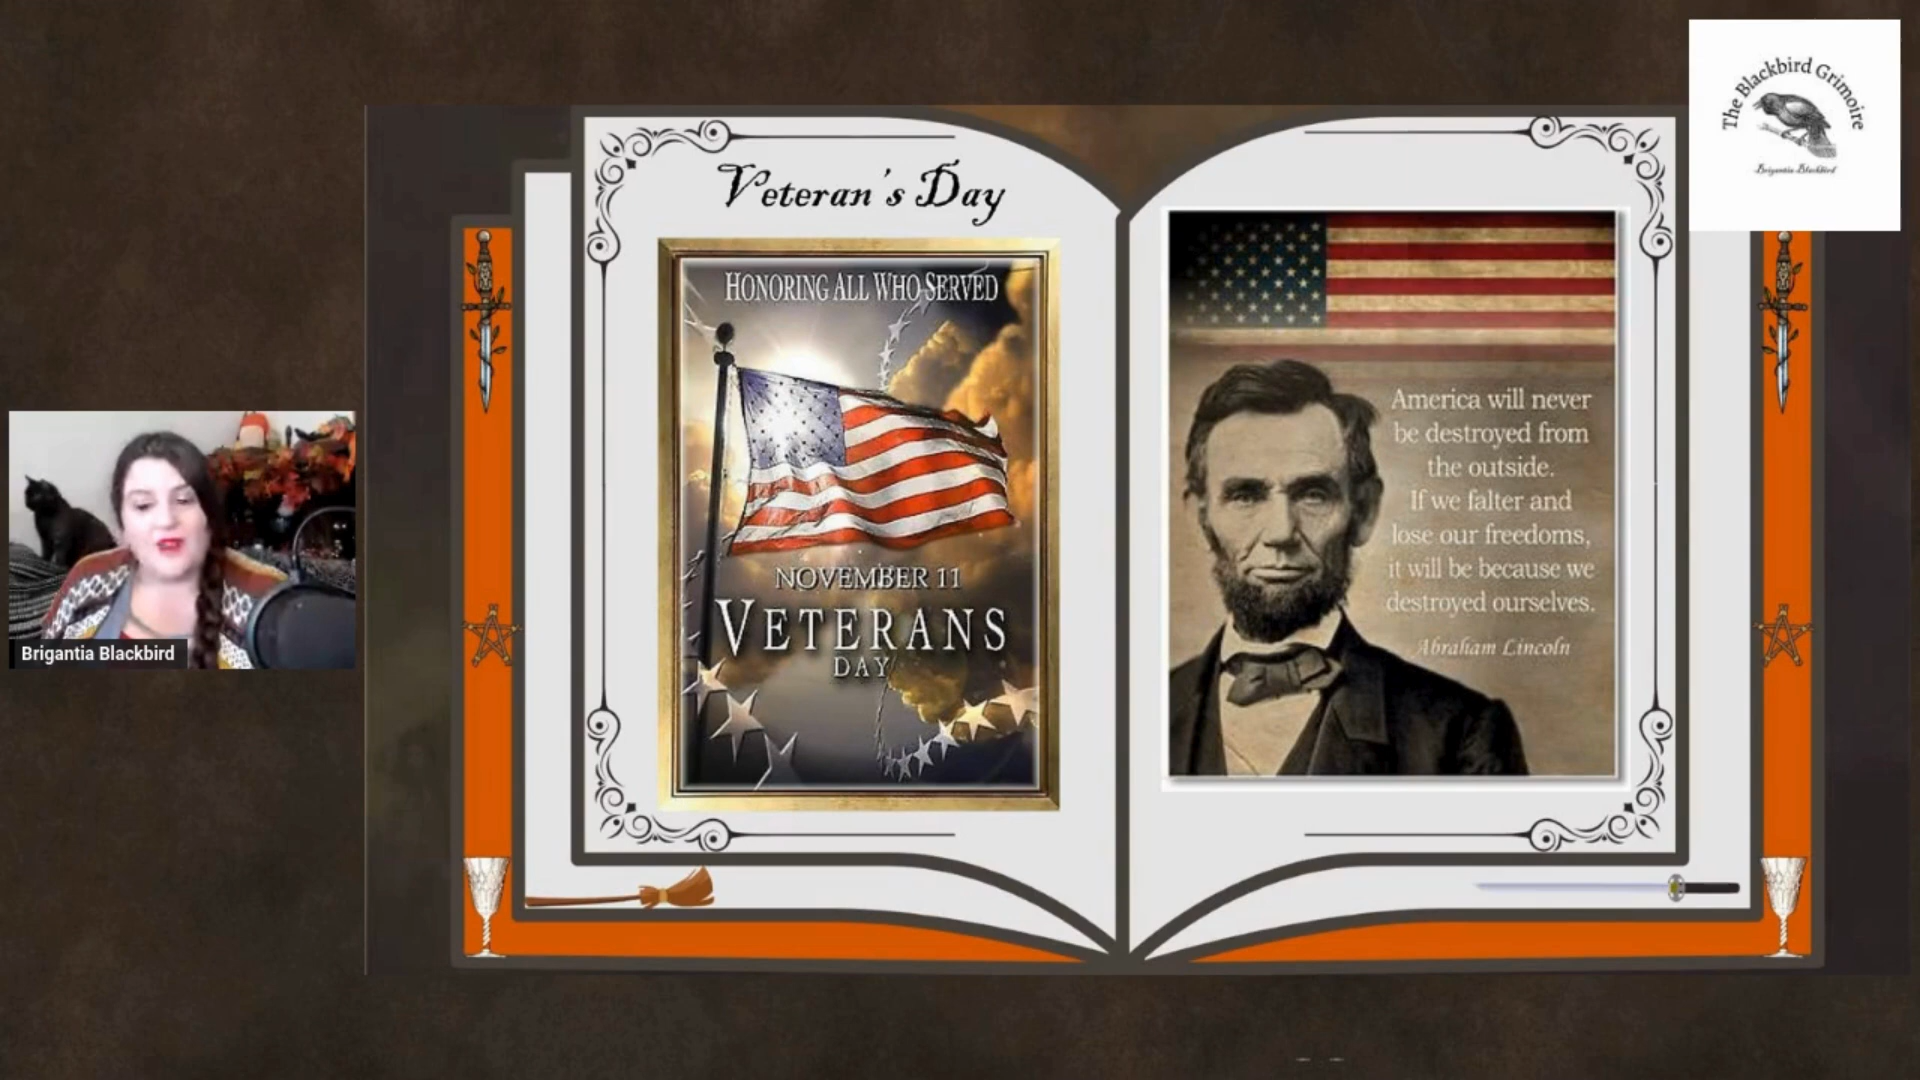 The Blackbird Grimoire
Brigantia Blackbird
Veteran's Day
HONORING ALL WHO SERVED
NOVEMBER 11
VETERANS
DAY
America will never
be destroyed from
the outside.
If we falter and
lose our freedoms,
it will be because we
destroyed ourselves.
Abraham Lincoln
Brigantia Blackbird